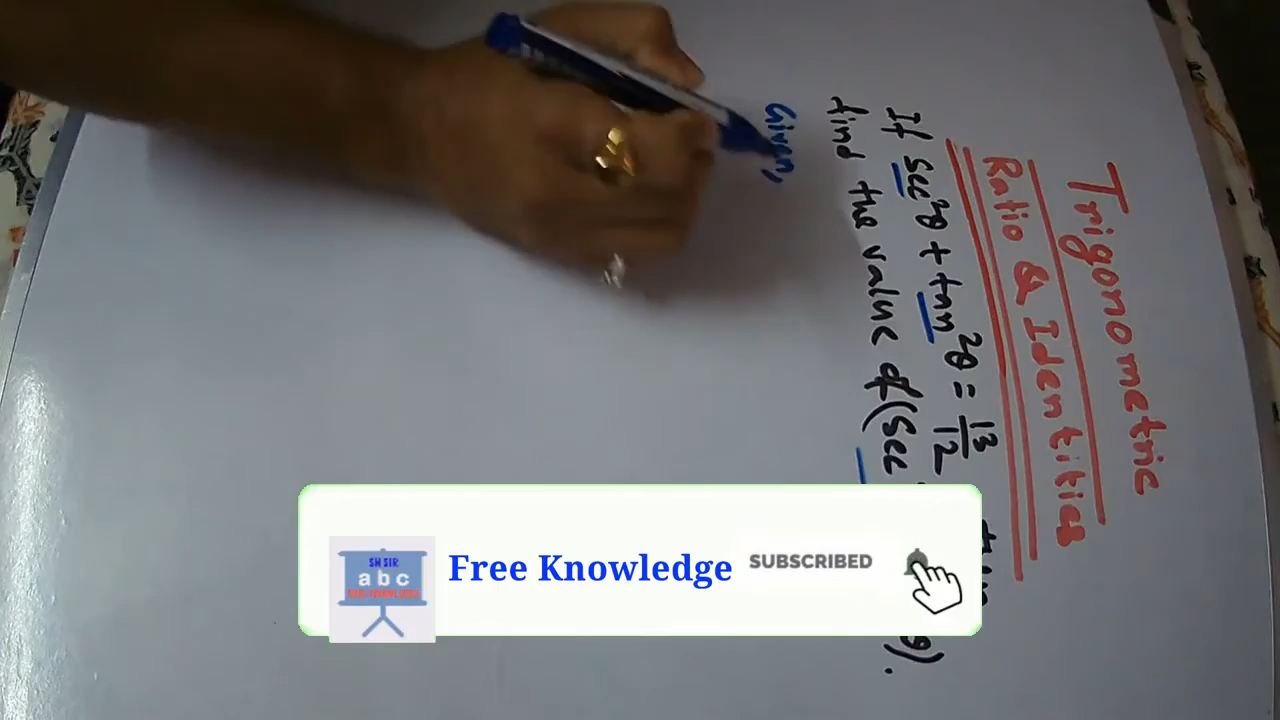 Trigonometric
Ratio & Identities
If sec²θ + tan²θ = 13/12
find the value of (sec
Given,
SM SIR
a b c
Free Knowledge
SUBSCRIBED